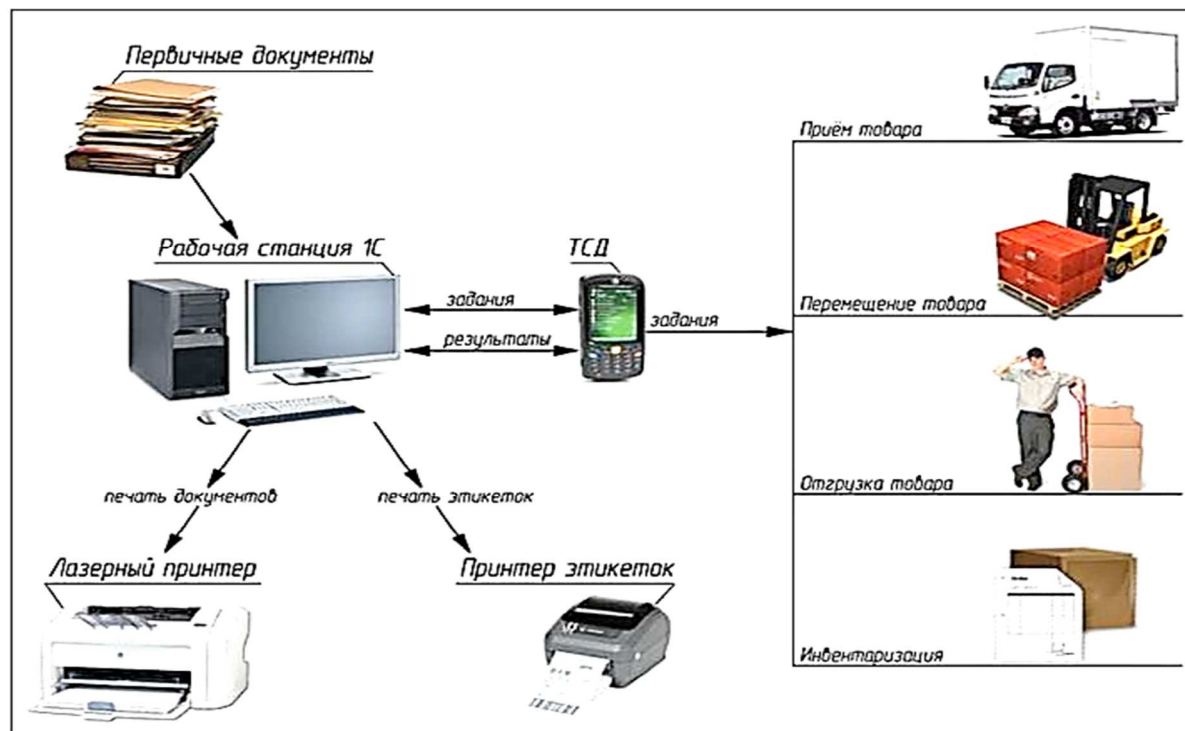 Первичные документы
Приём товара
Рабочая станция 1С
ТСД
задания
задания
результаты
Перемещение товара
печать документов
печать этикеток
Отгрузка товара
Лазерный принтер
Принтер этикеток
Инвентаризация